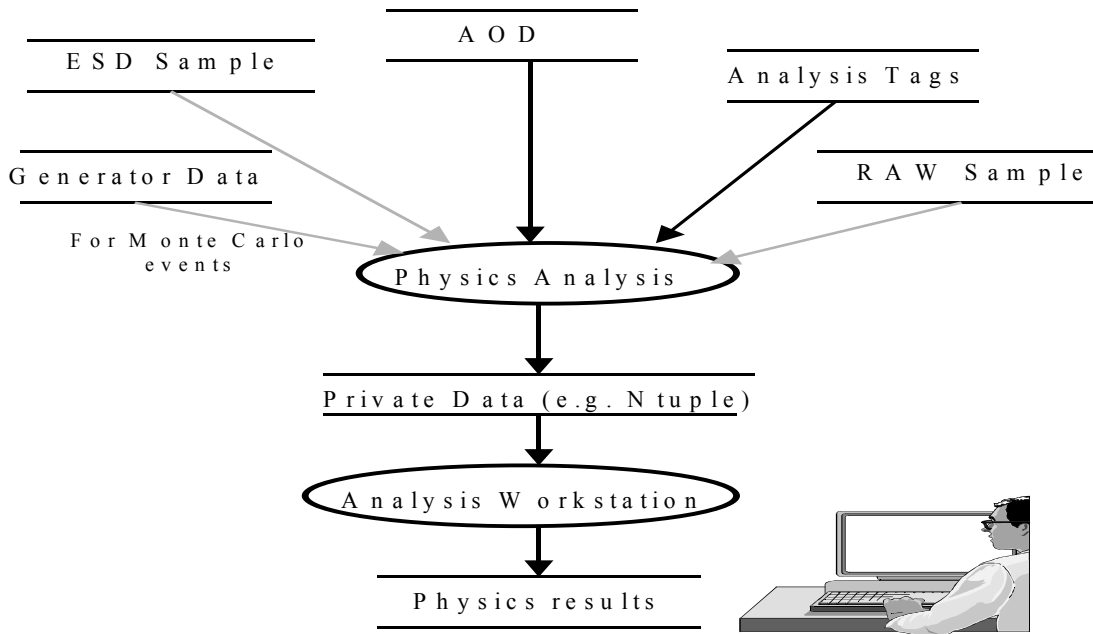 AOD
ESD Sample
Analysis Tags
Generator Data
RAW Sample
For Monte Carlo
events
Physics Analysis
Private Data (e.g. Ntuple)
Analysis Workstation
Physics results